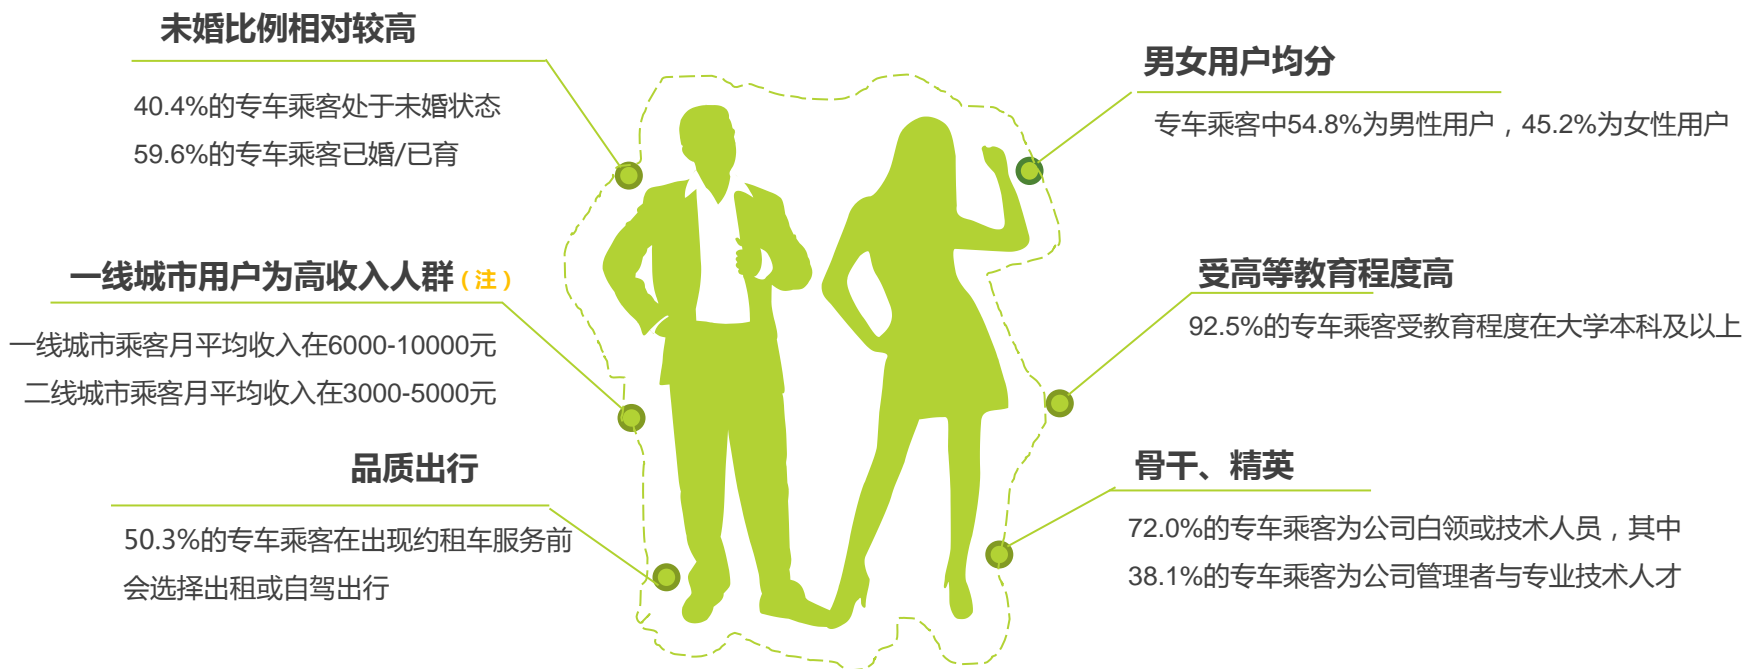 未婚比例相对较高
40.4%的专车乘客处于未婚状态
59.6%的专车乘客已婚/已育
一线城市用户为高收入人群（注）
一线城市乘客月平均收入在6000-10000元
二线城市乘客月平均收入在3000-5000元
品质出行
50.3%的专车乘客在出现约租车服务前
会选择出租或自驾出行
男女用户均分
专车乘客中54.8%为男性用户，45.2%为女性用户
受高等教育程度高
92.5%的专车乘客受教育程度在大学本科及以上
骨干、精英
72.0%的专车乘客为公司白领或技术人员，其中
38.1%的专车乘客为公司管理者与专业技术人才